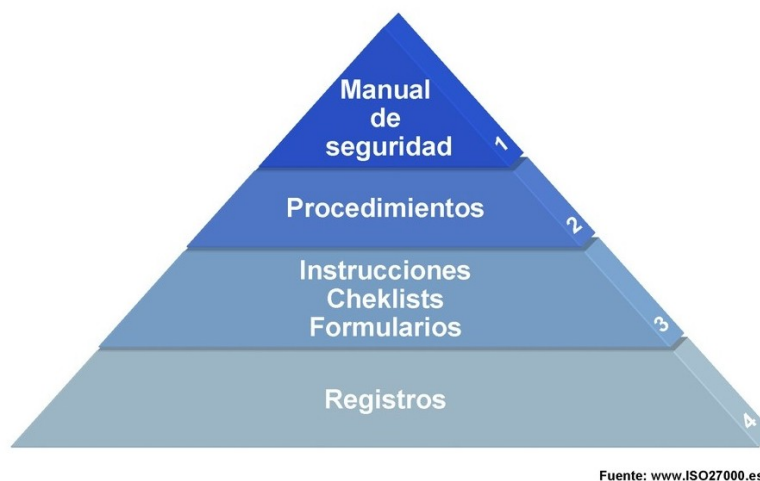 Manual
de
seguridad
1
Procedimientos
2
Instrucciones
Cheklists
Formularios
3
Registros
4
Fuente: www.ISO27000.es